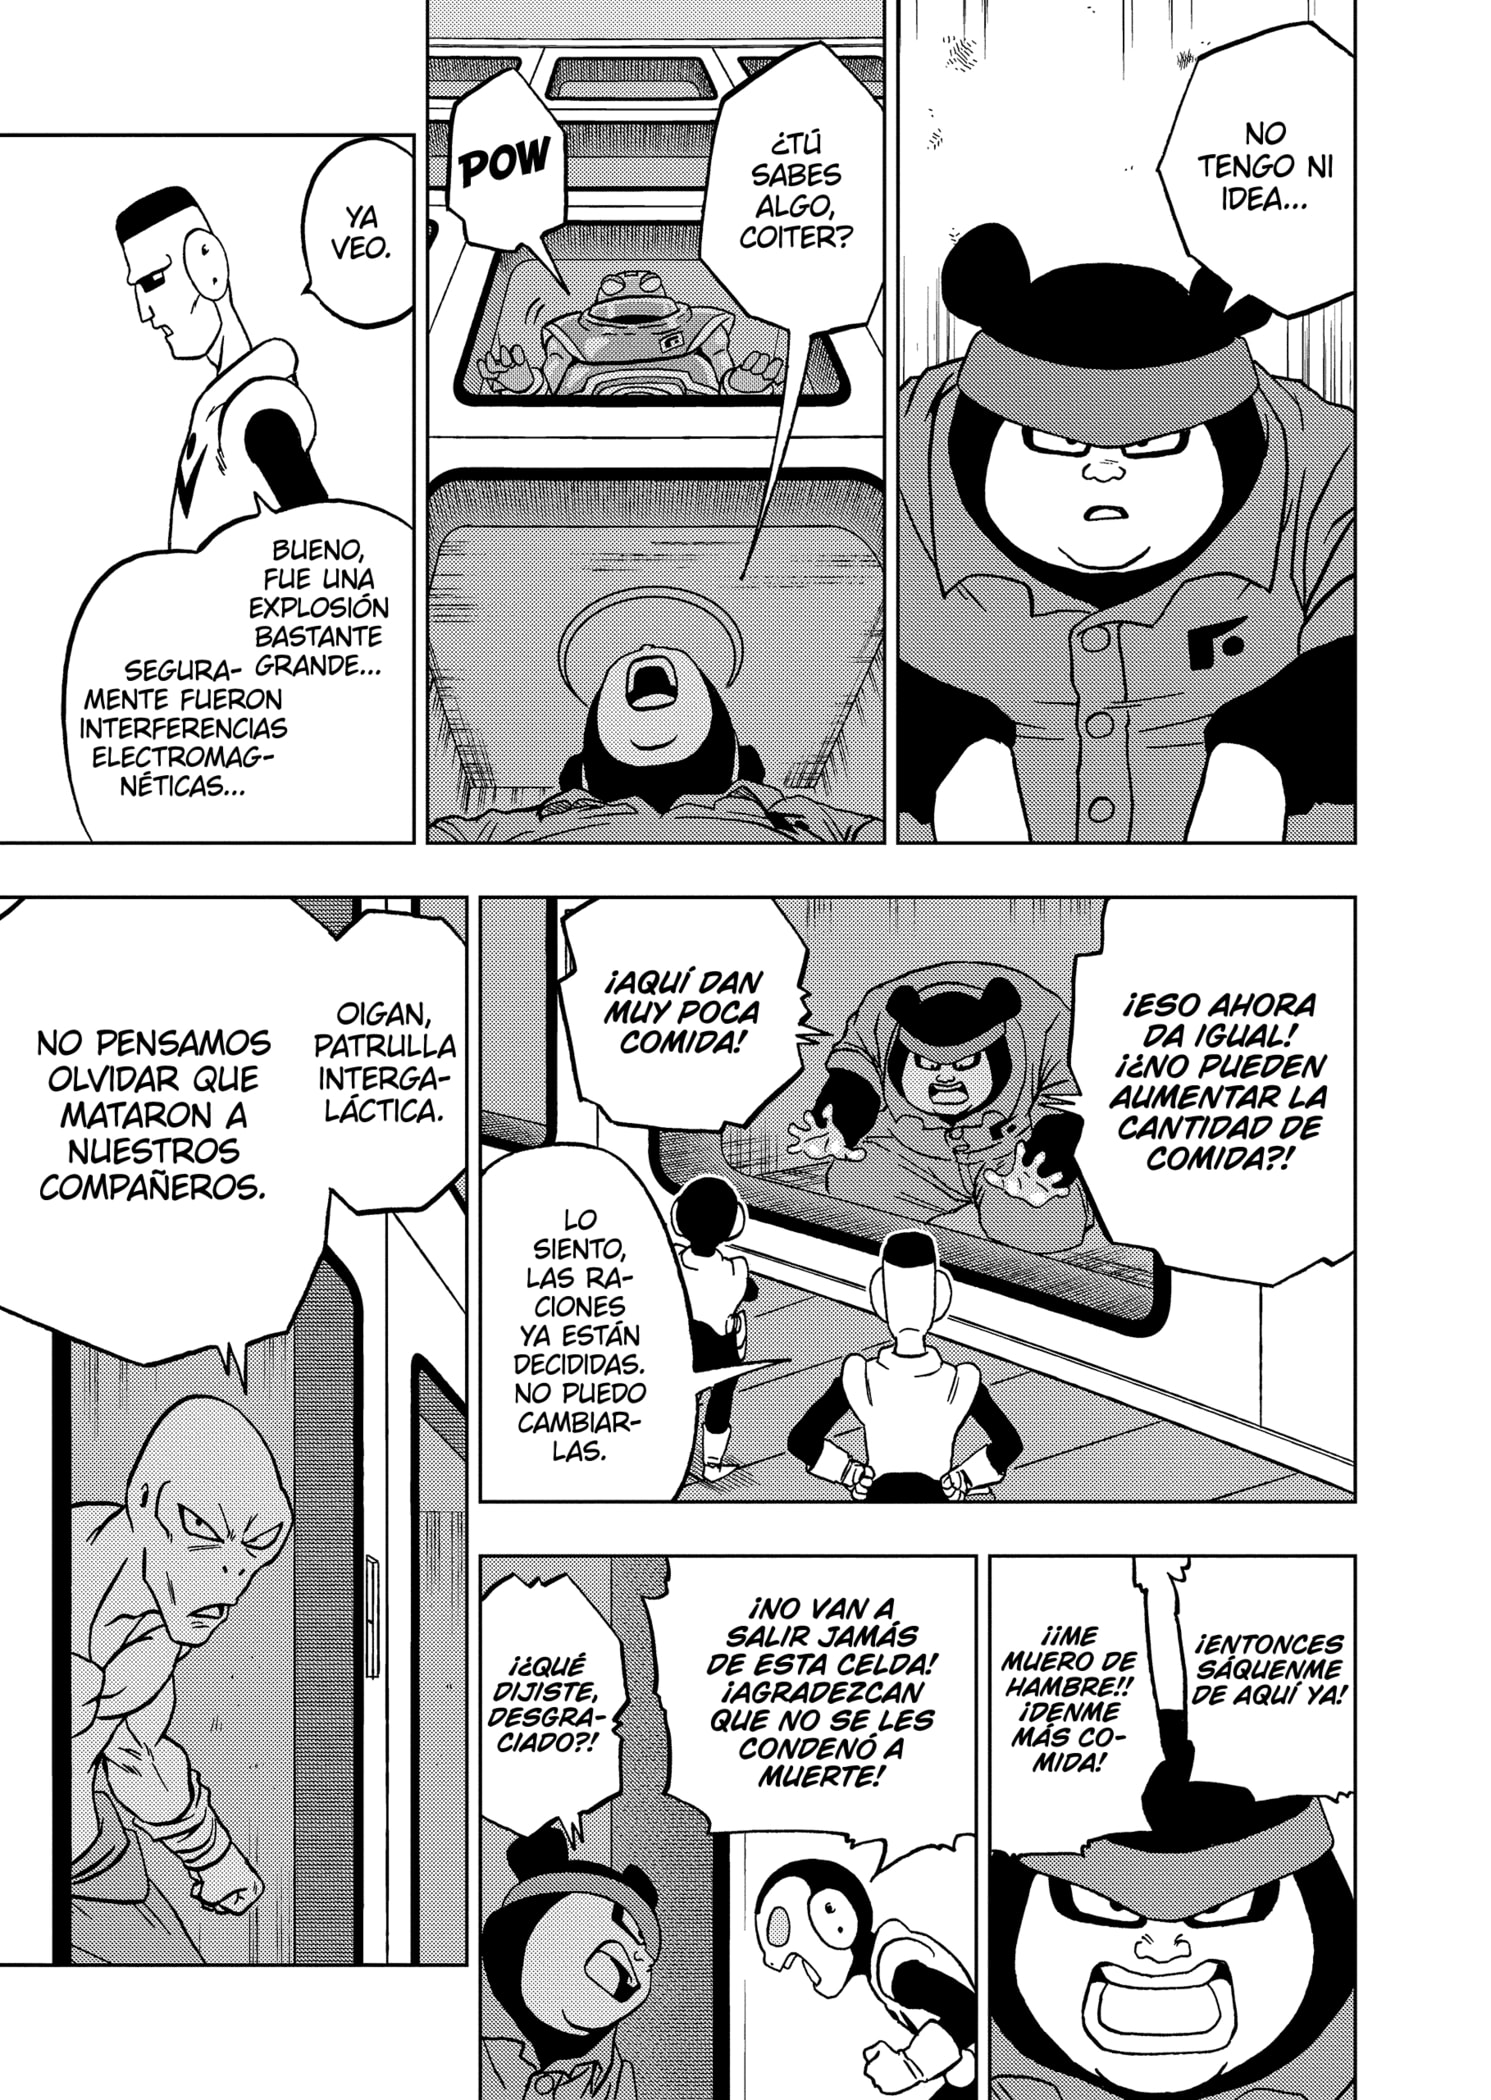 NO
TENGO NI
IDEA...
¿TÚ
SABES
ALGO,
COITER?
POW
YA
VEO.
BUENO,
FUE UNA
EXPLOSIÓN
BASTANTE
GRANDE...
SEGURA-
MENTE FUERON
INTERFERENCIAS
ELECTROMAG-
NÉTICAS...
¡ESO AHORA
DA IGUAL!
¡¿NO PUEDEN
AUMENTAR LA
CANTIDAD DE
COMIDA?!
¡AQUÍ DAN
MUY POCA
COMIDA!
LO
SIENTO,
LAS RA-
CIONES
YA ESTÁN
DECIDIDAS.
NO PUEDO
CAMBIAR-
LAS.
¡ENTONCES
SÁQUENME
DE AQUÍ YA!
¡¡ME
MUERO DE
HAMBRE!!
¡DENME
MÁS CO-
MIDA!
¡NO VAN A
SALIR JAMÁS
DE ESTA CELDA!
¡AGRADEZCAN
QUE NO SE LES
CONDENÓ A
MUERTE!
¡¿QUÉ
DIJISTE,
DESGRA-
CIADO?!
OIGAN,
PATRULLA
INTERGA-
LÁCTICA.
NO PENSAMOS
OLVIDAR QUE
MATARON A
NUESTROS
COMPAÑEROS.